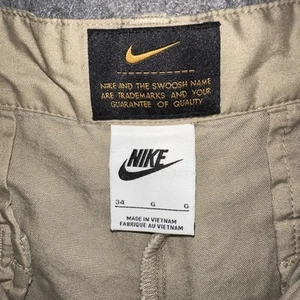 NIKE AND THE SWOOSH NAME
ARE TRADEMARKS AND YOUR
GUARANTEE OF QUALITY
NIKE
34 G G
MADE IN VIETNAM
FABRIQUÉ AU VIETNAM